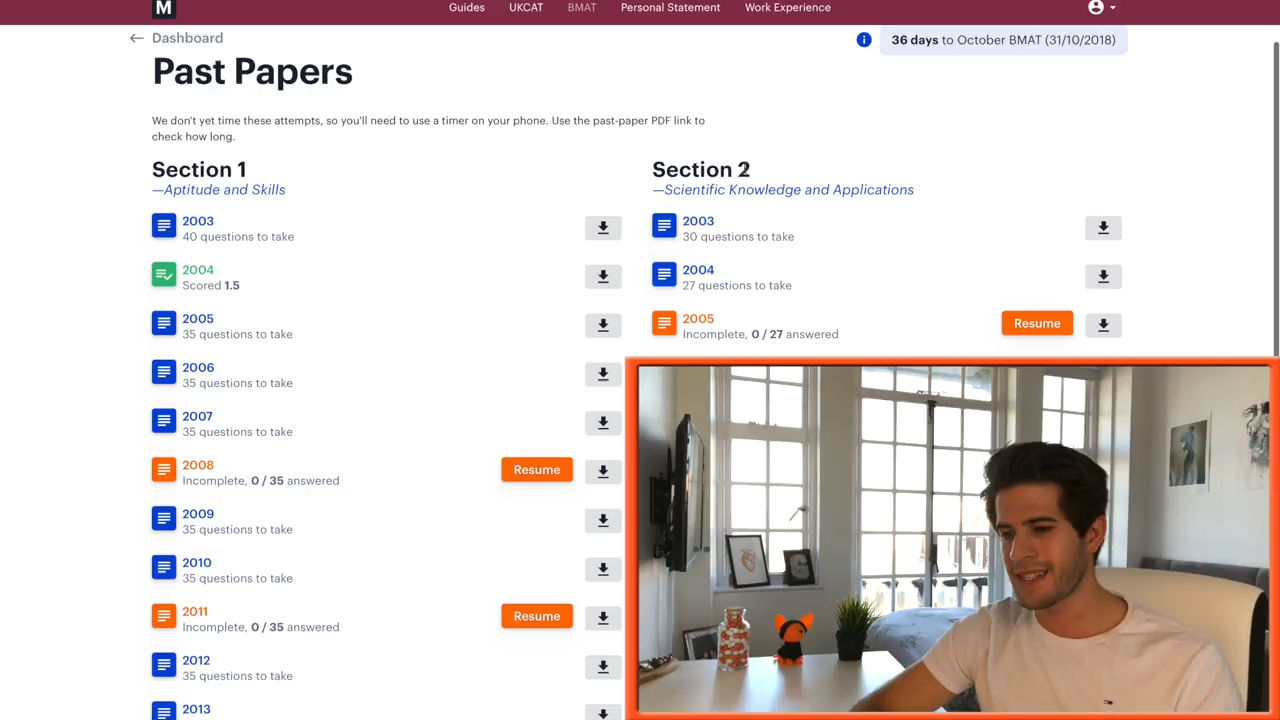 M
Guides UKCAT BMAT Personal Statement Work Experience
← Dashboard
36 days to October BMAT (31/10/2018)
Past Papers
We don't yet time these attempts, so you'll need to use a timer on your phone. Use the past-paper PDF link to
check how long.
Section 1
—Aptitude and Skills
2003
40 questions to take
2004
Scored 1.5
2005
35 questions to take
2006
35 questions to take
2007
35 questions to take
2008
Incomplete, 0 / 35 answered
Resume
2009
35 questions to take
2010
35 questions to take
2011
Incomplete, 0 / 35 answered
Resume
2012
35 questions to take
2013
Section 2
—Scientific Knowledge and Applications
2003
30 questions to take
2004
27 questions to take
2005
Incomplete, 0 / 27 answered
Resume